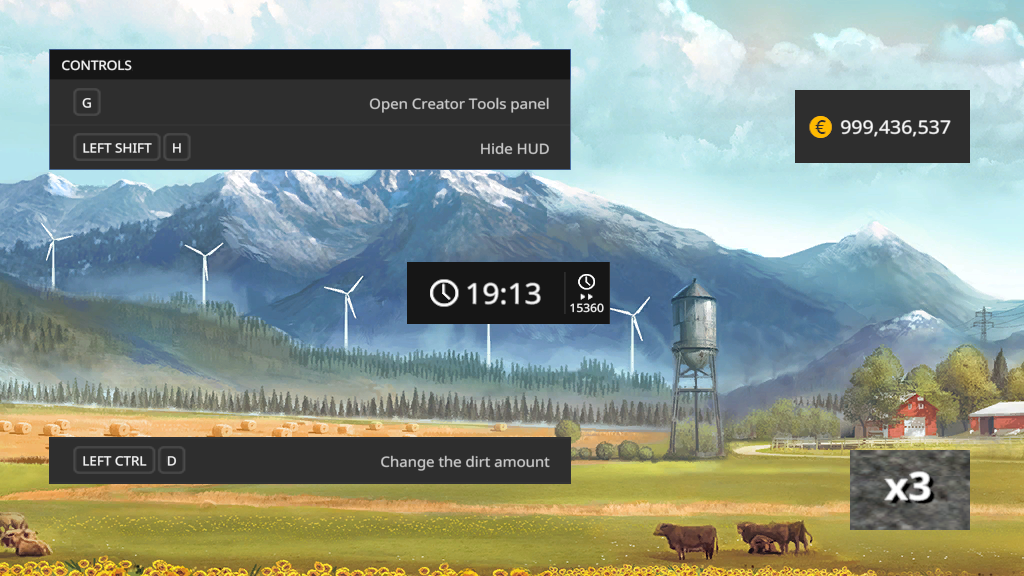 CONTROLS
G Open Creator Tools panel
LEFT SHIFT H Hide HUD
€ 999,436,537
19:13
15360
LEFT CTRL D Change the dirt amount
x3